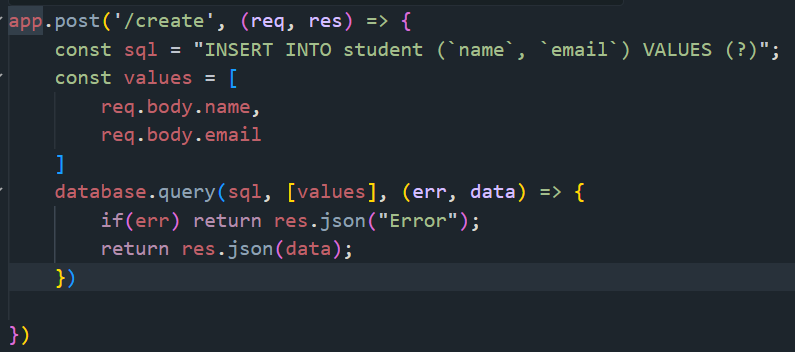 app.post('/create', (req, res) => {
    const sql = "INSERT INTO student (`name`, `email`) VALUES (?)";
    const values = [
        req.body.name,
        req.body.email
    ]
    database.query(sql, [values], (err, data) => {
        if(err) return res.json("Error");
        return res.json(data);
    })
})